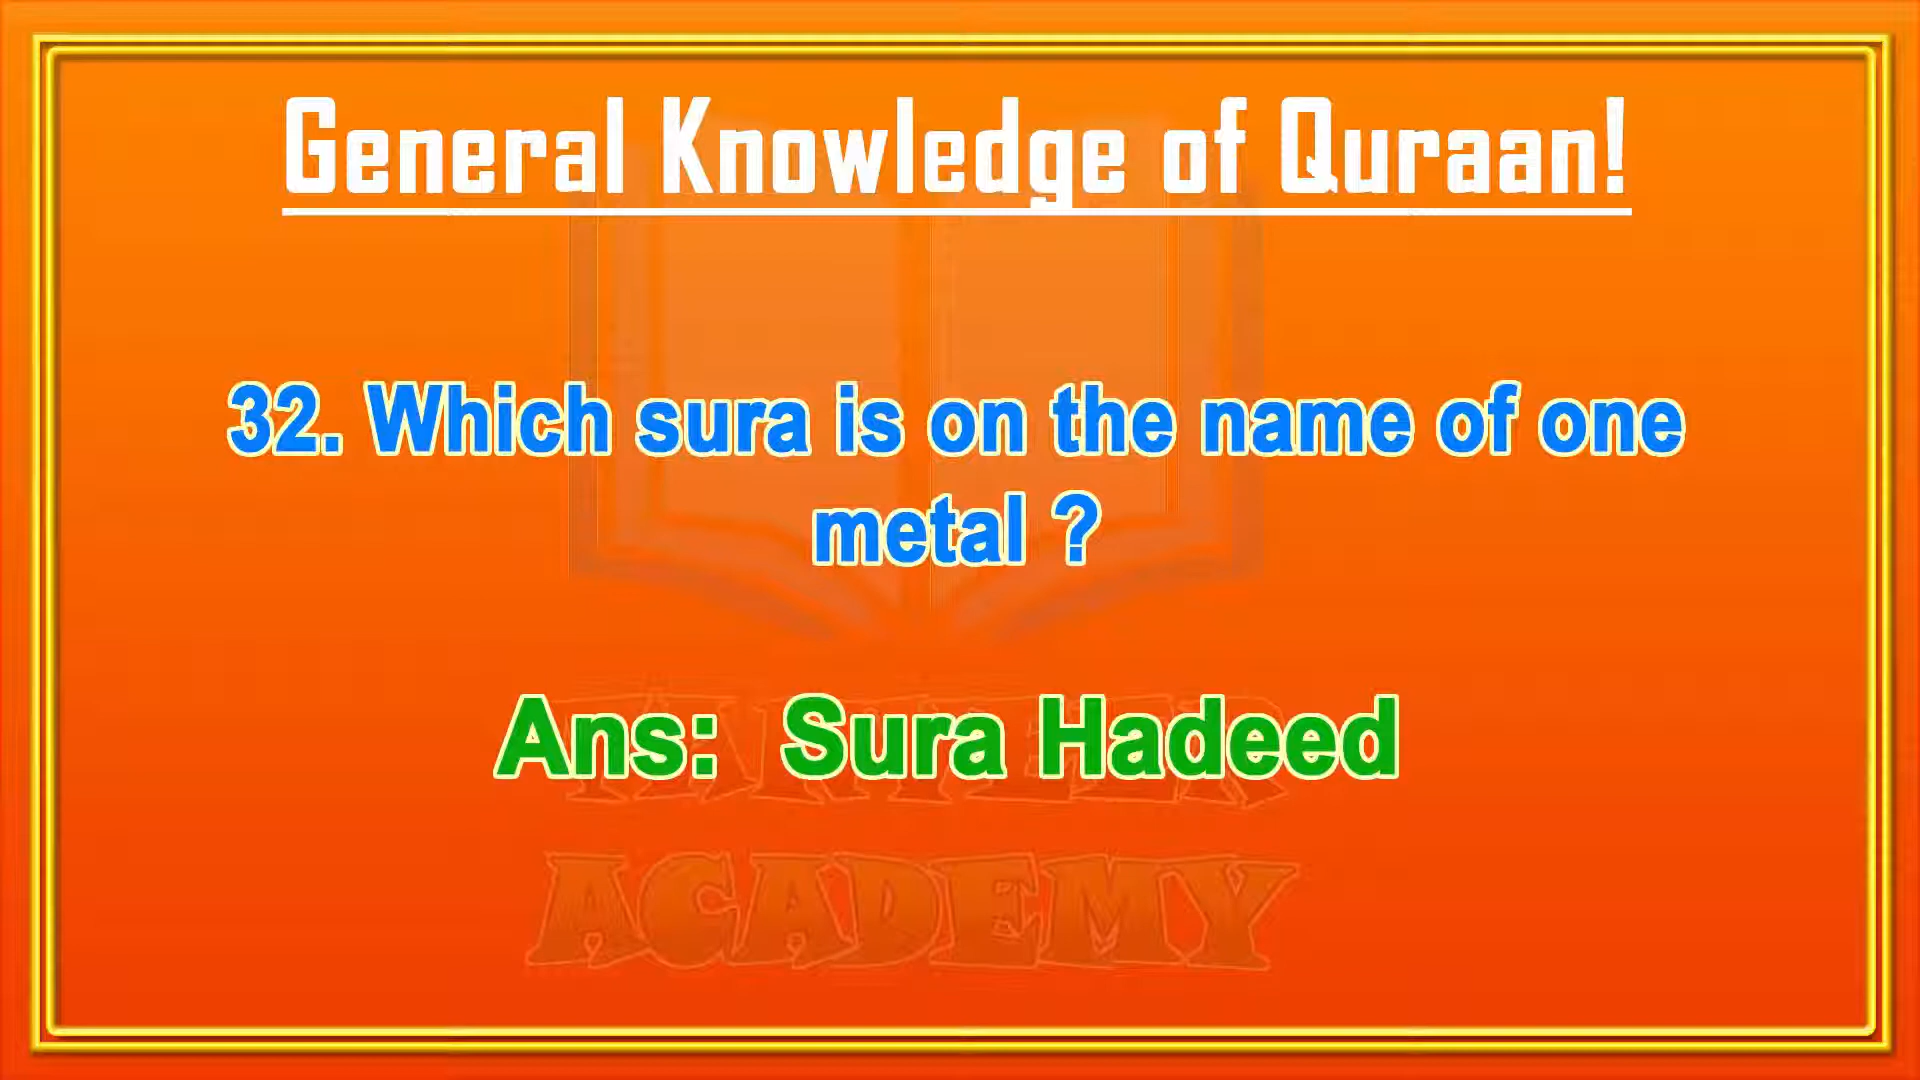 General Knowledge of Quraan!
32. Which sura is on the name of one
metal ?
Ans:  Sura Hadeed
ACADEMY